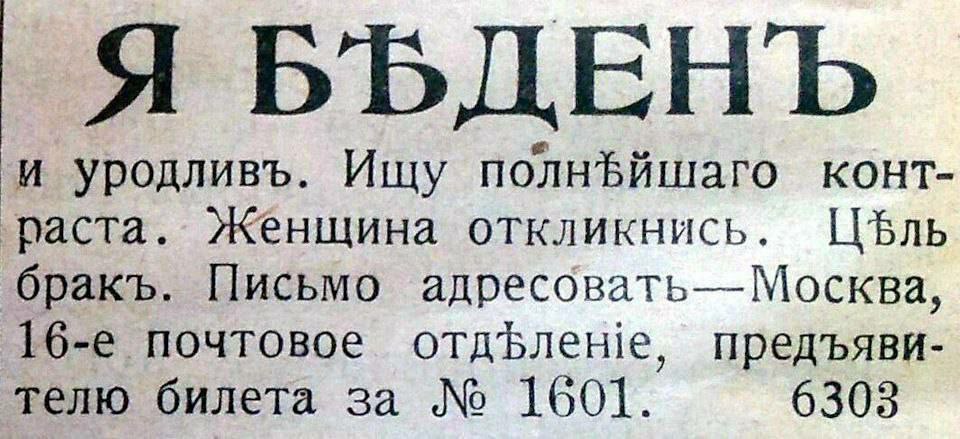 Я БѢДЕНЪ
и уродливъ. Ищу полнѣйшаго конт-
раста. Женщина откликнись. Цѣль
бракъ. Письмо адресовать—Москва,
16-е почтовое отдѣленіе, предъяви-
телю билета за № 1601. 6303